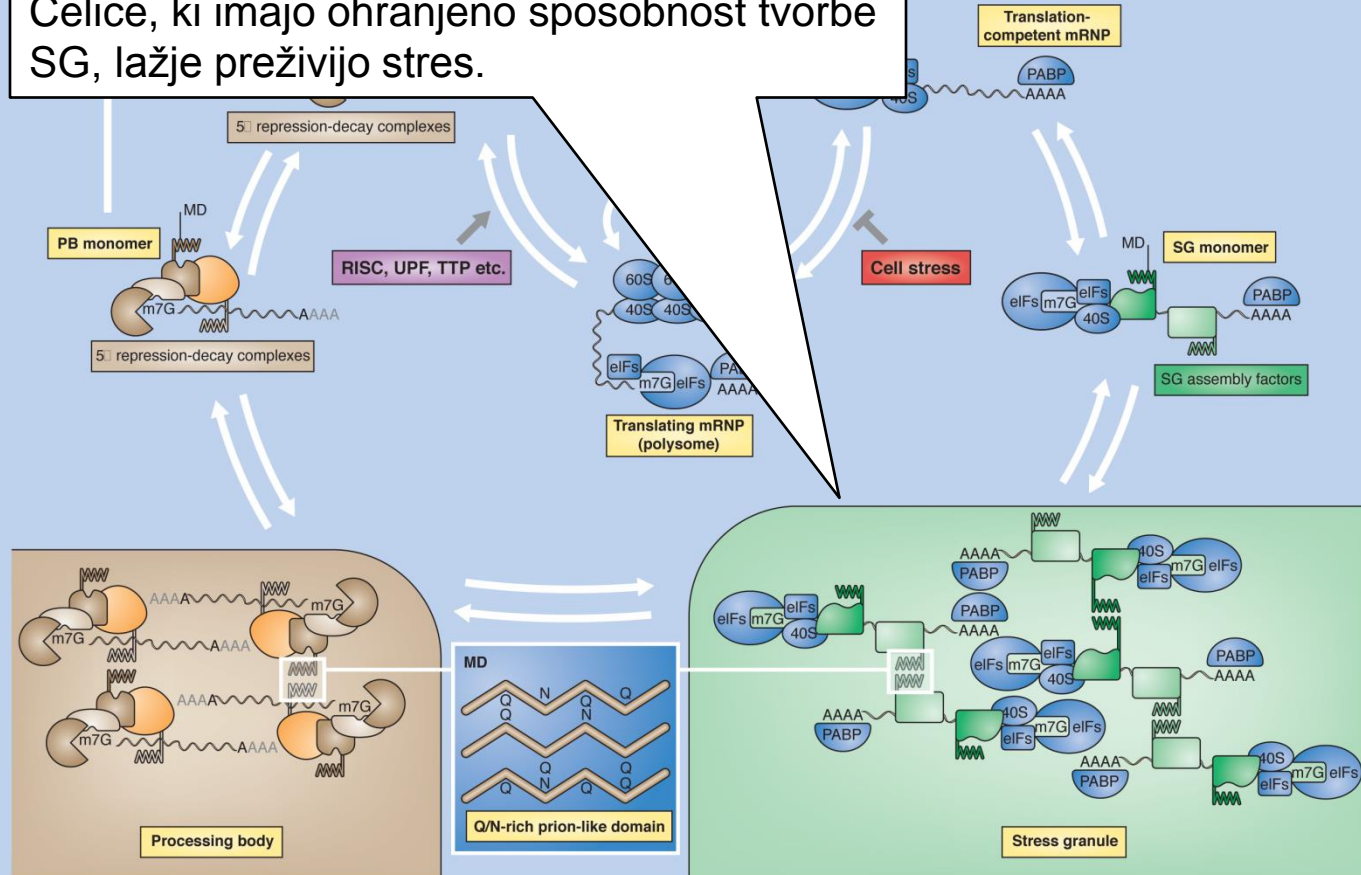 Celice, ki imajo ohranjeno sposobnost tvorbe
SG, lažje preživijo stres.
Translation-
competent mRNP
PABP
AAAA
40S
5 repression-decay complexes
MD
PB monomer
m7G
AAAA
5 repression-decay complexes
RISC, UPF, TTP etc.
60S
40S
40S
eIFs
m7G
eIFs
AAAA
Translating mRNP
(polysome)
Cell stress
MD
SG monomer
eIFs
m7G
eIFs
40S
PABP
AAAA
SG assembly factors
AAAA
m7G
m7G
AAAA
AAAA
m7G
m7G
AAAA
Processing body
MD
N
Q
Q
Q
Q
N
Q
Q
Q
N
Q
Q
Q/N-rich prion-like domain
AAAA
PABP
40S
eIFs
m7G
eIFs
eIFs
m7G
eIFs
40S
PABP
AAAA
eIFs
m7G
eIFs
40S
PABP
AAAA
AAAA
PABP
40S
eIFs
m7G
eIFs
AAAA
PABP
40S
eIFs
m7G
eIFs
Stress granule